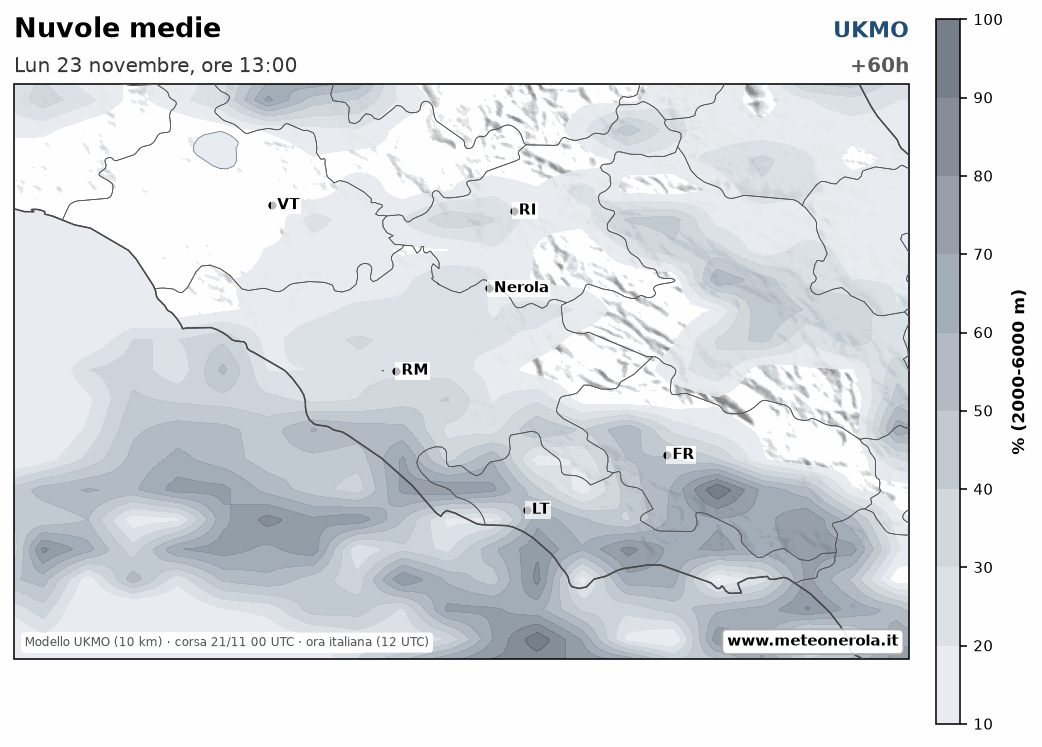 Nuvole medie
UKMO
Lun 23 novembre, ore 13:00
+60h
100
90
80
70
60
50
40
30
20
10
% (2000-6000 m)
VT
RI
Nerola
RM
FR
LT
Modello UKMO (10 km) · corsa 21/11 00 UTC · ora italiana (12 UTC)
www.meteonerola.it